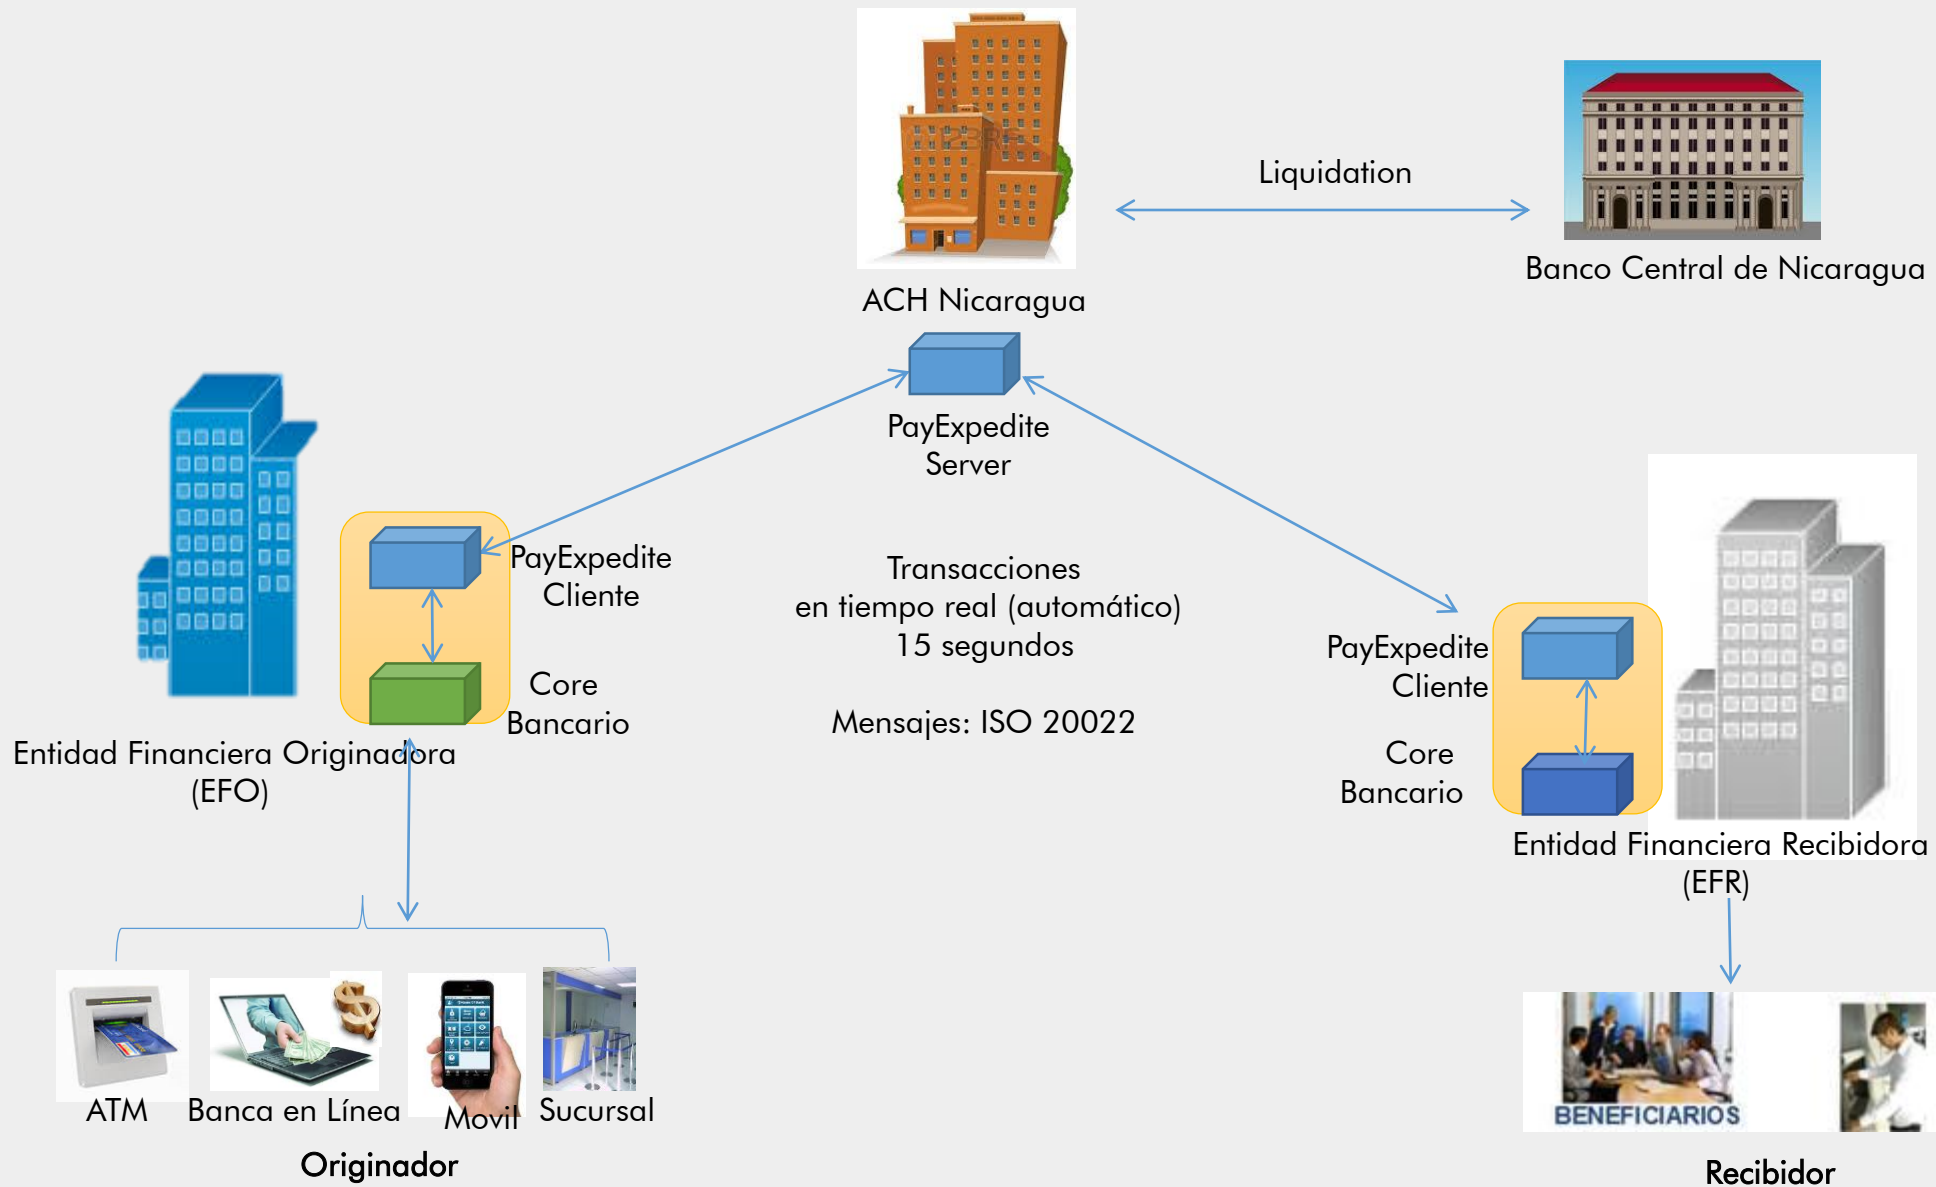 Liquidation
Banco Central de Nicaragua
ACH Nicaragua
PayExpedite
Server
PayExpedite
Cliente
Core
Bancario
Entidad Financiera Originadora
(EFO)
Transacciones
en tiempo real (automático)
15 segundos
Mensajes: ISO 20022
PayExpedite
Cliente
Core
Bancario
Entidad Financiera Recibidora
(EFR)
ATM
Banca en Línea
Movil
Sucursal
Originador
BENEFICIARIOS
Recibidor